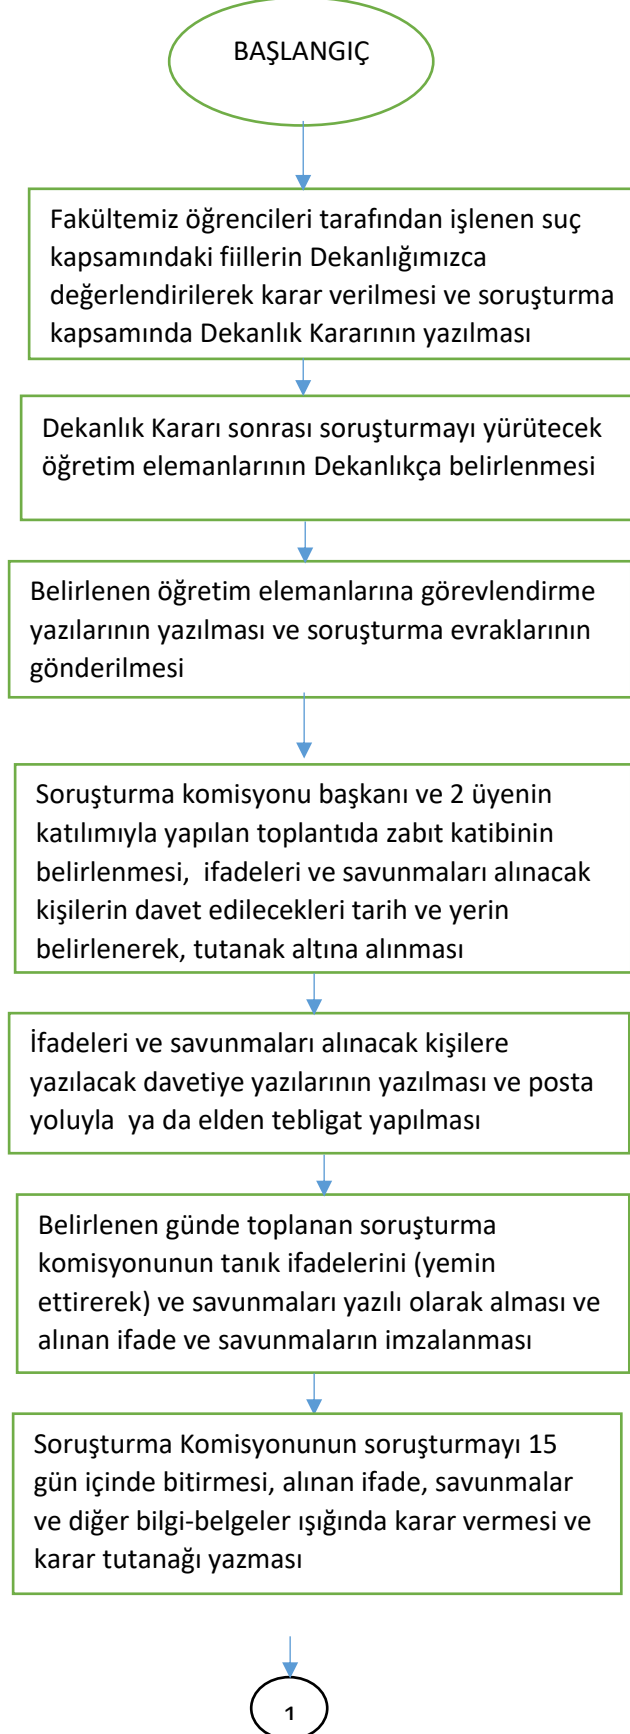 BAŞLANGIÇ
Fakültemiz öğrencileri tarafından işlenen suç
kapsamındaki fiillerin Dekanlığımızca
değerlendirilerek karar verilmesi ve soruşturma
kapsamında Dekanlık Kararının yazılması
Dekanlık Kararı sonrası soruşturmayı yürütecek
öğretim elemanlarının Dekanlıkça belirlenmesi
Belirlenen öğretim elemanlarına görevlendirme
yazılarının yazılması ve soruşturma evraklarının
gönderilmesi
Soruşturma komisyonu başkanı ve 2 üyenin
katılımıyla yapılan toplantıda zabıt katibinin
belirlenmesi,  ifadeleri ve savunmaları alınacak
kişilerin davet edilecekleri tarih ve yerin
belirlenerek, tutanak altına alınması
İfadeleri ve savunmaları alınacak kişilere
yazılacak davetiye yazılarının yazılması ve posta
yoluyla  ya da elden tebligat yapılması
Belirlenen günde toplanan soruşturma
komisyonunun tanık ifadelerini (yemin
ettirerek) ve savunmaları yazılı olarak alması ve
alınan ifade ve savunmaların imzalanması
Soruşturma Komisyonunun soruşturmayı 15
gün içinde bitirmesi, alınan ifade, savunmalar
ve diğer bilgi-belgeler ışığında karar vermesi ve
karar tutanağı yazması
1